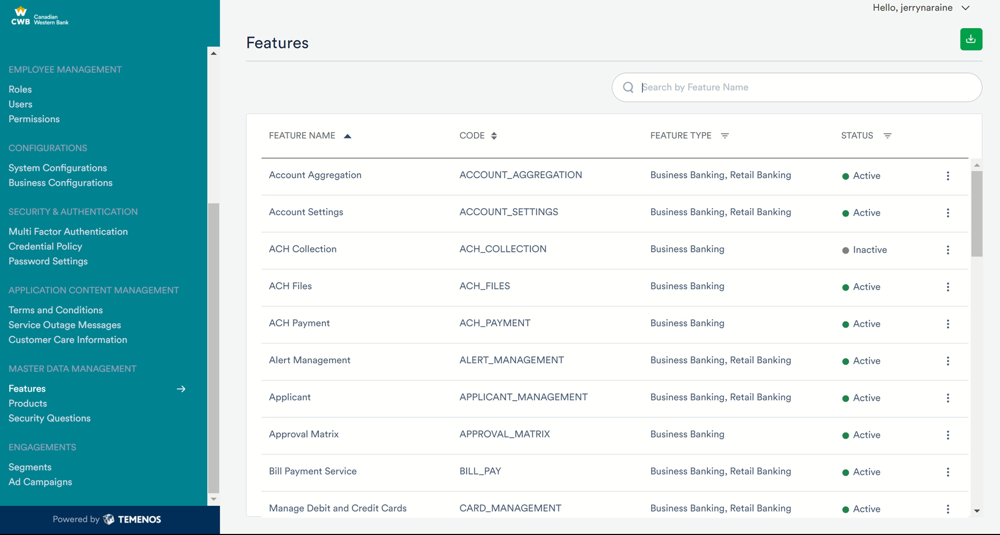 CWB Canadian Western Bank
Hello, jerrynaraine
EMPLOYEE MANAGEMENT
Roles
Users
Permissions
CONFIGURATIONS
System Configurations
Business Configurations
SECURITY & AUTHENTICATION
Multi Factor Authentication
Credential Policy
Password Settings
APPLICATION CONTENT MANAGEMENT
Terms and Conditions
Service Outage Messages
Customer Care Information
MASTER DATA MANAGEMENT
Features
Products
Security Questions
ENGAGEMENTS
Segments
Ad Campaigns
Powered by TEMENOS
Features
Search by Feature Name
FEATURE NAME CODE FEATURE TYPE STATUS
Account Aggregation ACCOUNT_AGGREGATION Business Banking, Retail Banking Active
Account Settings ACCOUNT_SETTINGS Business Banking, Retail Banking Active
ACH Collection ACH_COLLECTION Business Banking Inactive
ACH Files ACH_FILES Business Banking Active
ACH Payment ACH_PAYMENT Business Banking Active
Alert Management ALERT_MANAGEMENT Business Banking, Retail Banking Active
Applicant APPLICANT_MANAGEMENT Business Banking, Retail Banking Active
Approval Matrix APPROVAL_MATRIX Business Banking Active
Bill Payment Service BILL_PAY Business Banking, Retail Banking Active
Manage Debit and Credit Cards CARD_MANAGEMENT Business Banking, Retail Banking Active